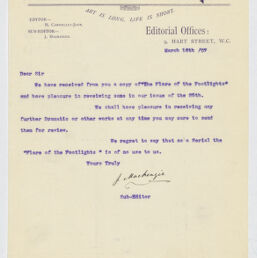 ART IS LONG, LIFE IS SHORT.
EDITOR—
SUB-EDITOR—
J. MACKENZIE.
Editorial Offices:
HART STREET, W.C.
March 18th /97
Dear Sir
We have received from you a copy of "The Flare of the Footlights"
and have pleasure in receiving same in our issue of the 25th.
We shall have pleasure in receiving any
further Dramatic or other works at any time you may care to send
them for review.
We regret to say that as a Serial the
"Flare of the Footlights" is of no use to us.
Yours Truly
J. Mackenzie
Sub-Editor